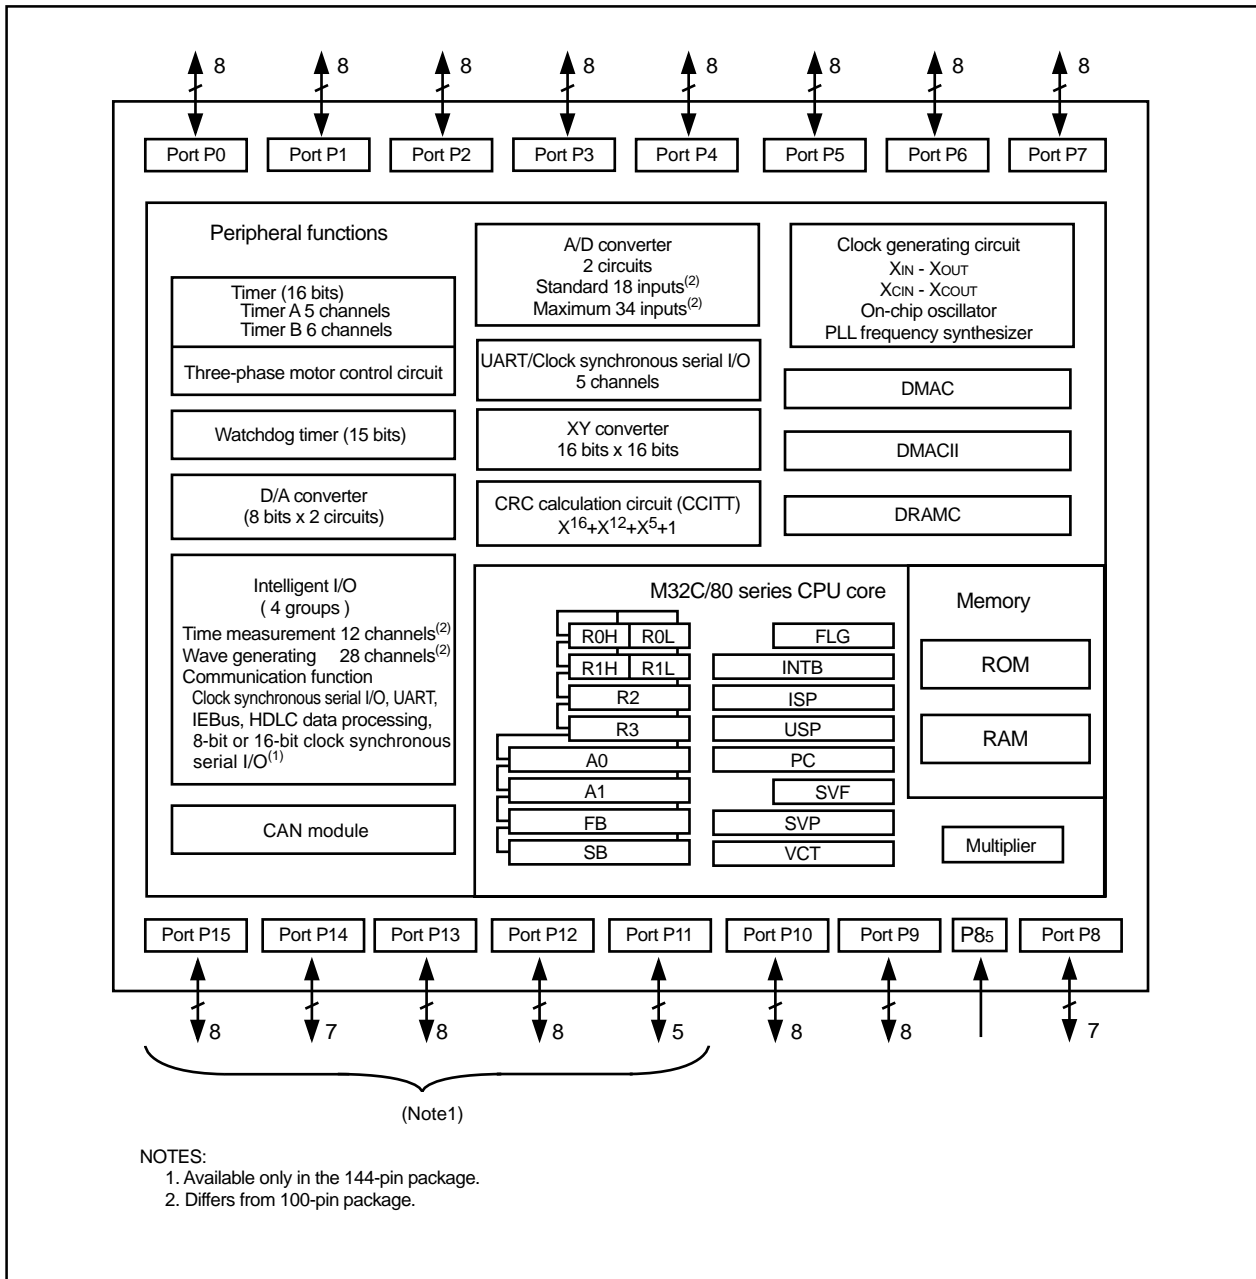 8 8 8 8 8 8 8 8
Port P0 Port P1 Port P2 Port P3 Port P4 Port P5 Port P6 Port P7
Peripheral functions
Timer (16 bits)
Timer A 5 channels
Timer B 6 channels
Three-phase motor control circuit
Watchdog timer (15 bits)
D/A converter
(8 bits x 2 circuits)
Intelligent I/O
( 4 groups )
Time measurement 12 channels(2)
Wave generating 28 channels(2)
Communication function
Clock synchronous serial I/O, UART,
IEBus, HDLC data processing,
8-bit or 16-bit clock synchronous
serial I/O(1)
CAN module
A/D converter
2 circuits
Standard 18 inputs(2)
Maximum 34 inputs(2)
UART/Clock synchronous serial I/O
5 channels
XY converter
16 bits x 16 bits
CRC calculation circuit (CCITT)
X16+X12+X5+1
Clock generating circuit
XIN - XOUT
XCIN - XCOUT
On-chip oscillator
PLL frequency synthesizer
DMAC
DMACII
DRAMC
M32C/80 series CPU core
R0H R0L
R1H R1L
R2
R3
A0
A1
FB
SB
FLG
INTB
ISP
USP
PC
SVF
SVP
VCT
Memory
ROM
RAM
Multiplier
Port P15 Port P14 Port P13 Port P12 Port P11 Port P10 Port P9 P85 Port P8
8 7 8 8 5 8 8 7
(Note1)
NOTES:
1. Available only in the 144-pin package.
2. Differs from 100-pin package.